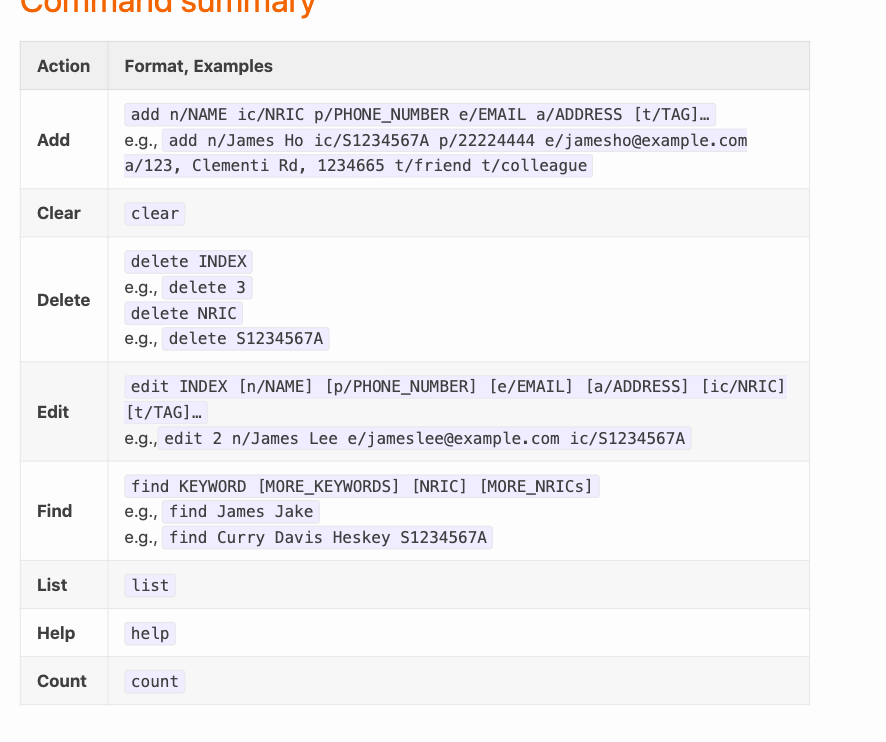 Command summary
Action Format, Examples
Add
add n/NAME ic/NRIC p/PHONE_NUMBER e/EMAIL a/ADDRESS [t/TAG]…
e.g., add n/James Ho ic/S1234567A p/22224444 e/jamesho@example.com
a/123, Clementi Rd, 1234665 t/friend t/colleague
Clear clear
Delete
delete INDEX
e.g., delete 3
delete NRIC
e.g., delete S1234567A
Edit
edit INDEX [n/NAME] [p/PHONE_NUMBER] [e/EMAIL] [a/ADDRESS] [ic/NRIC]
[t/TAG]…
e.g., edit 2 n/James Lee e/jameslee@example.com ic/S1234567A
Find
find KEYWORD [MORE_KEYWORDS] [NRIC] [MORE_NRICs]
e.g., find James Jake
e.g., find Curry Davis Heskey S1234567A
List list
Help help
Count count